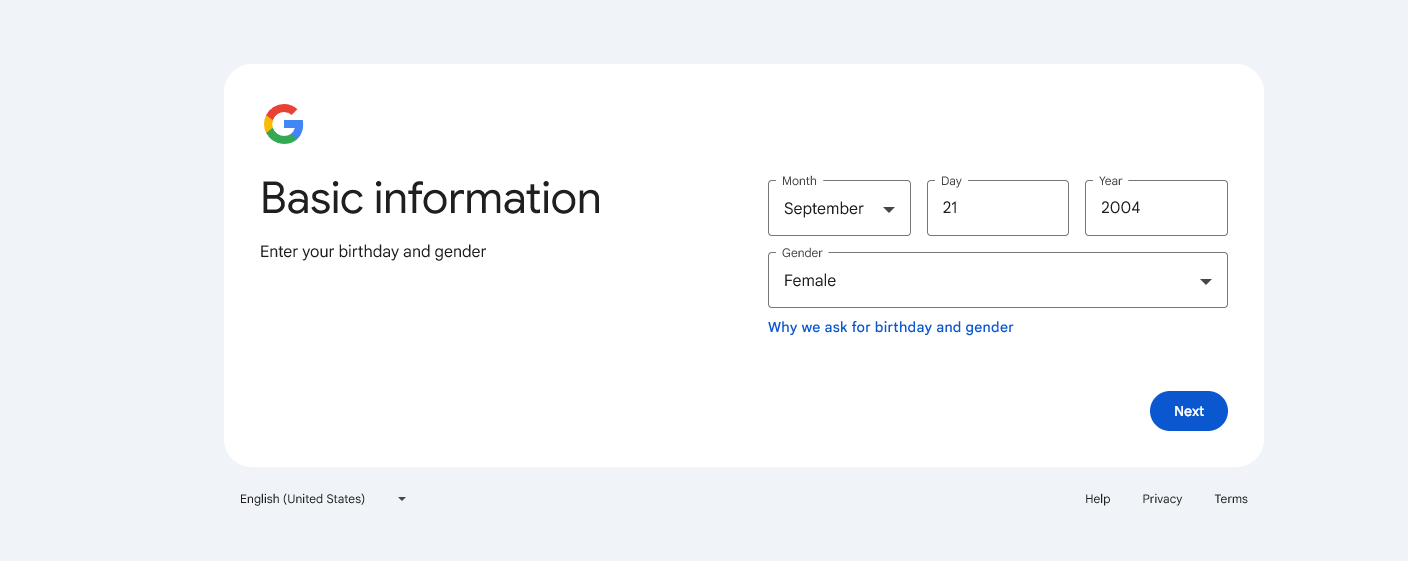 Basic information
Enter your birthday and gender
Month
September
Day
21
Year
2004
Gender
Female
Why we ask for birthday and gender
Next
English (United States)
Help
Privacy
Terms